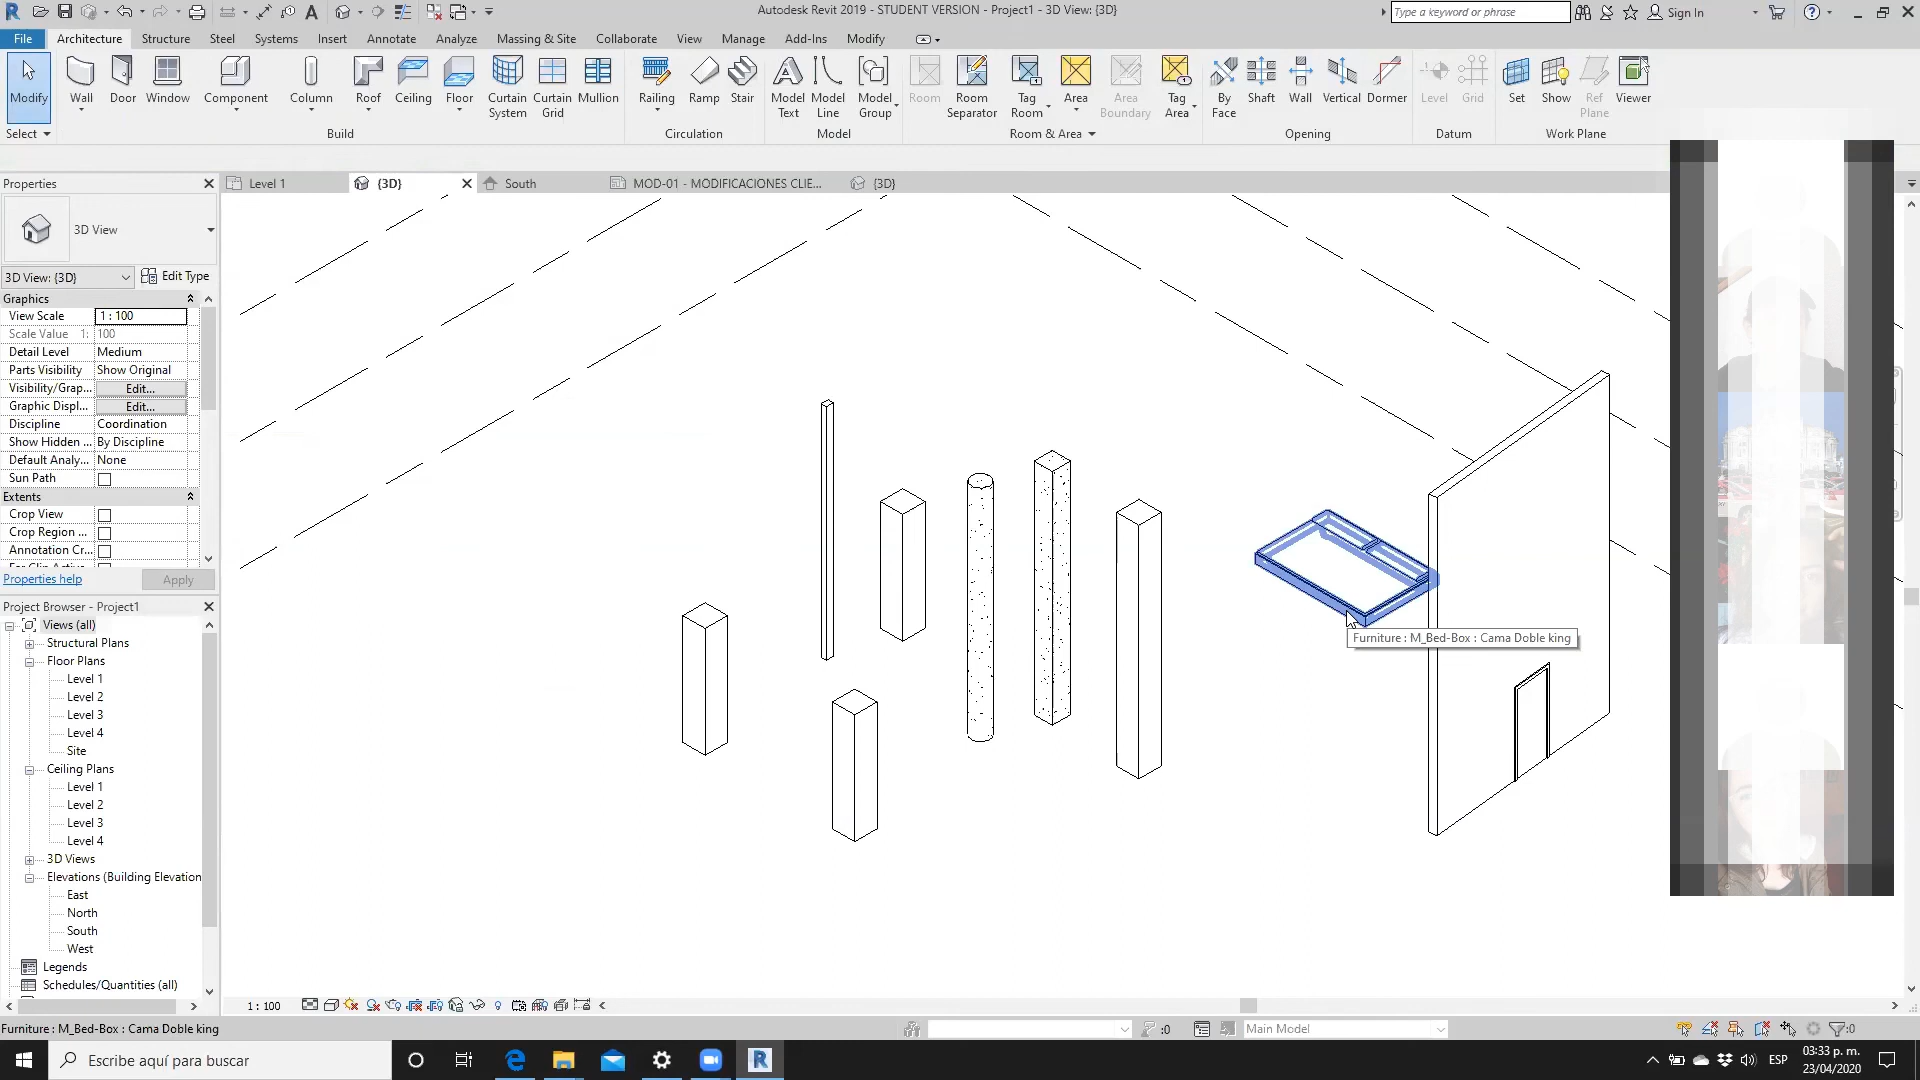 Autodesk Revit 2019 - STUDENT VERSION - Project1 - 3D View: {3D}
Type a keyword or phrase
Sign In
File
Architecture
Structure
Steel
Systems
Insert
Annotate
Analyze
Massing & Site
Collaborate
View
Manage
Add-Ins
Modify
Modify
Wall
Door
Window
Component
Column
Roof
Ceiling
Floor
Curtain System
Curtain Grid
Mullion
Railing
Ramp
Stair
Model Text
Model Line
Model Group
Room
Room Separator
Tag Room
Area
Area Boundary
Tag Area
By Face
Shaft
Wall
Vertical
Dormer
Level
Grid
Set
Show
Ref Plane
Viewer
Select
Build
Circulation
Model
Room & Area
Opening
Datum
Work Plane
Properties
Level 1
{3D}
South
MOD-01 - MODIFICACIONES CLIE...
{3D}
3D View
3D View: {3D}
Edit Type
Graphics
View Scale
1 : 100
Scale Value 1:
100
Detail Level
Medium
Parts Visibility
Show Original
Visibility/Grap...
Edit...
Graphic Displ...
Edit...
Discipline
Coordination
Show Hidden ...
By Discipline
Default Analy...
None
Sun Path
Extents
Crop View
Crop Region ...
Annotation Cr...
Properties help
Apply
Project Browser - Project1
Views (all)
Structural Plans
Floor Plans
Level 1
Level 2
Level 3
Level 4
Site
Ceiling Plans
Level 1
Level 2
Level 3
Level 4
3D Views
Elevations (Building Elevation
East
North
South
West
Legends
Schedules/Quantities (all)
Furniture : M_Bed-Box : Cama Doble king
1 : 100
Furniture : M_Bed-Box : Cama Doble king
:0
Main Model
:0
Escribe aquí para buscar
ESP
03:33 p. m.
23/04/2020